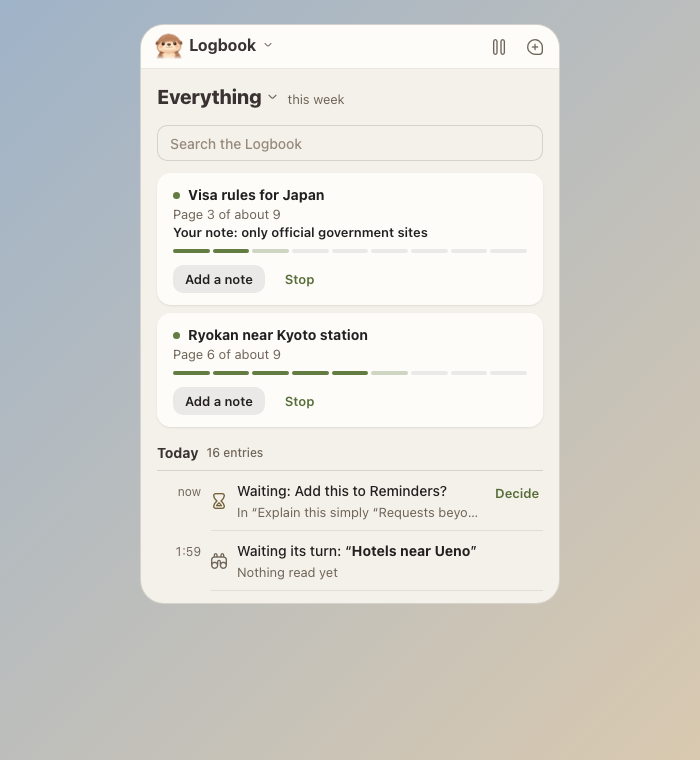 Logbook
Everything this week
Search the Logbook
Visa rules for Japan
Page 3 of about 9
Your note: only official government sites
Add a note Stop
Ryokan near Kyoto station
Page 6 of about 9
Add a note Stop
Today 16 entries
now Waiting: Add this to Reminders? Decide
In “Explain this simply “Requests beyo…
1:59 Waiting its turn: “Hotels near Ueno”
Nothing read yet